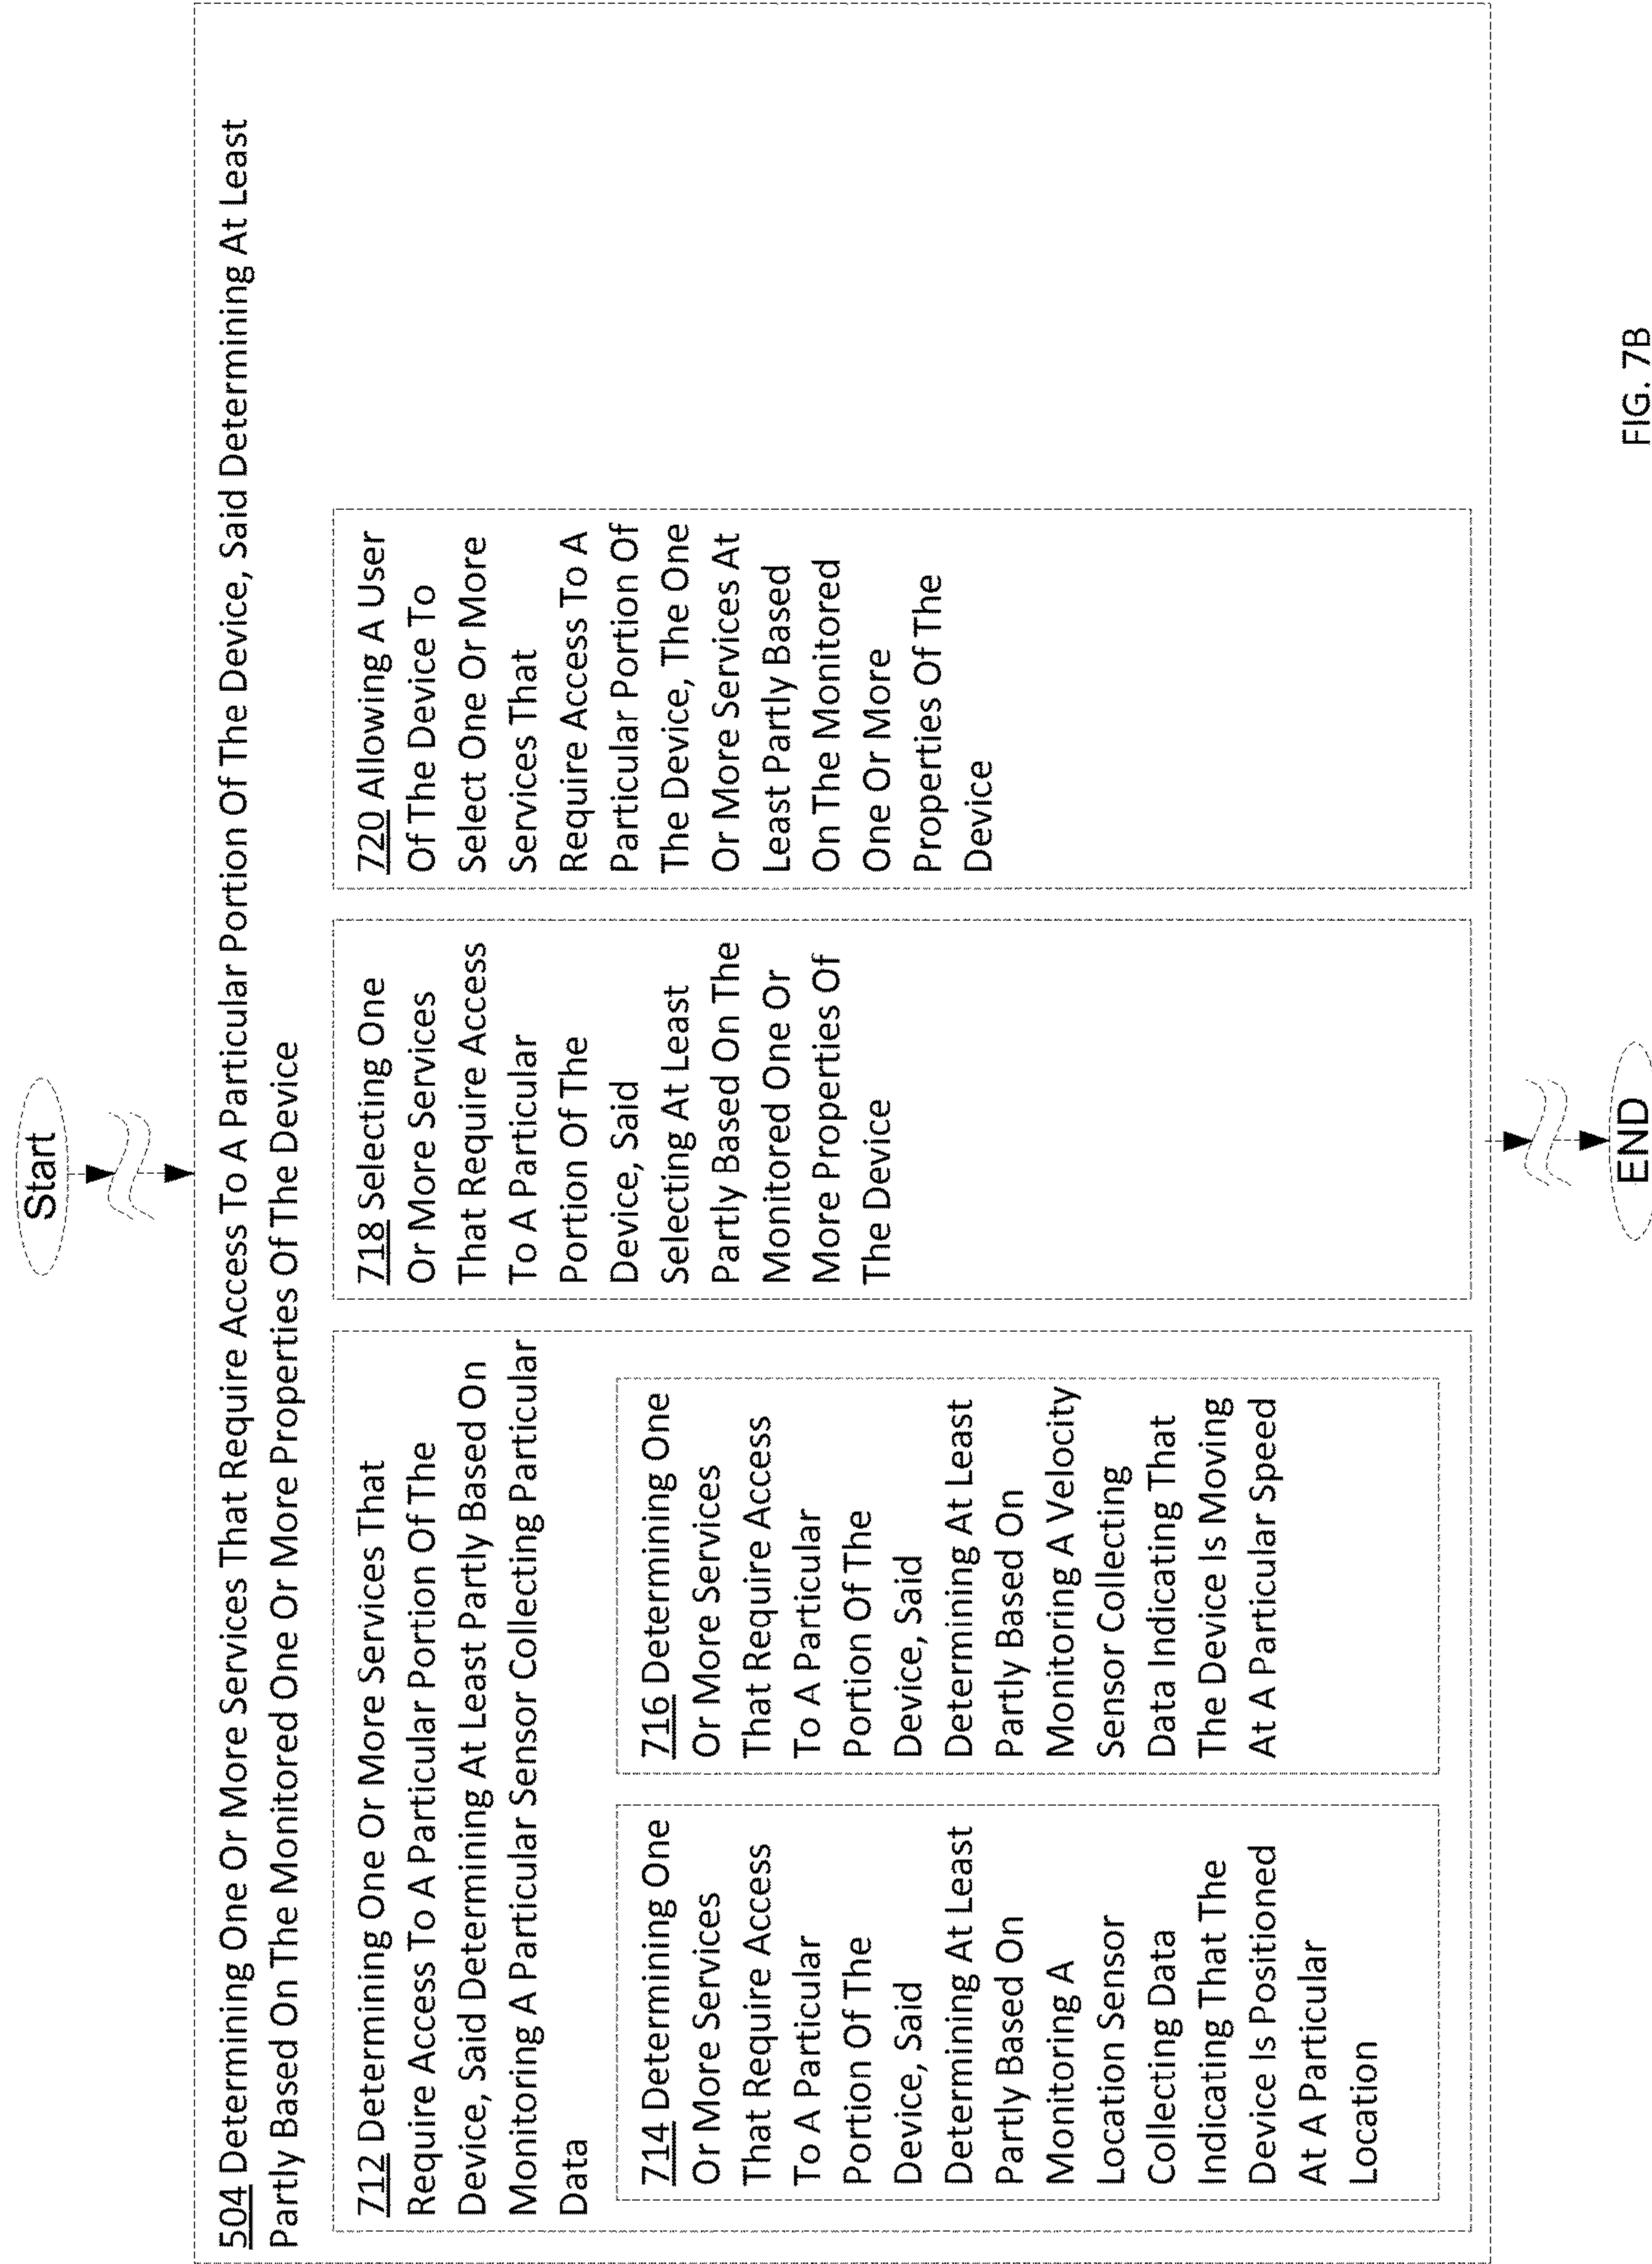 Start
504 Determining One Or More Services That Require Access To A Particular Portion Of The Device, Said Determining At Least
Partly Based On The Monitored One Or More Properties Of The Device
712 Determining One Or More Services That
Require Access To A Particular Portion Of The
Device, Said Determining At Least Partly Based On
Monitoring A Particular Sensor Collecting Particular
Data
714 Determining One
Or More Services
That Require Access
To A Particular
Portion Of The
Device, Said
Determining At Least
Partly Based On
Monitoring A
Location Sensor
Collecting Data
Indicating That The
Device Is Positioned
At A Particular
Location
716 Determining One
Or More Services
That Require Access
To A Particular
Portion Of The
Device, Said
Determining At Least
Partly Based On
Monitoring A Velocity
Sensor Collecting
Data Indicating That
The Device Is Moving
At A Particular Speed
718 Selecting One
Or More Services
That Require Access
To A Particular
Portion Of The
Device, Said
Selecting At Least
Partly Based On The
Monitored One Or
More Properties Of
The Device
720 Allowing A User
Of The Device To
Select One Or More
Services That
Require Access To A
Particular Portion Of
The Device, The One
Or More Services At
Least Partly Based
On The Monitored
One Or More
Properties Of The
Device
END
FIG. 7B